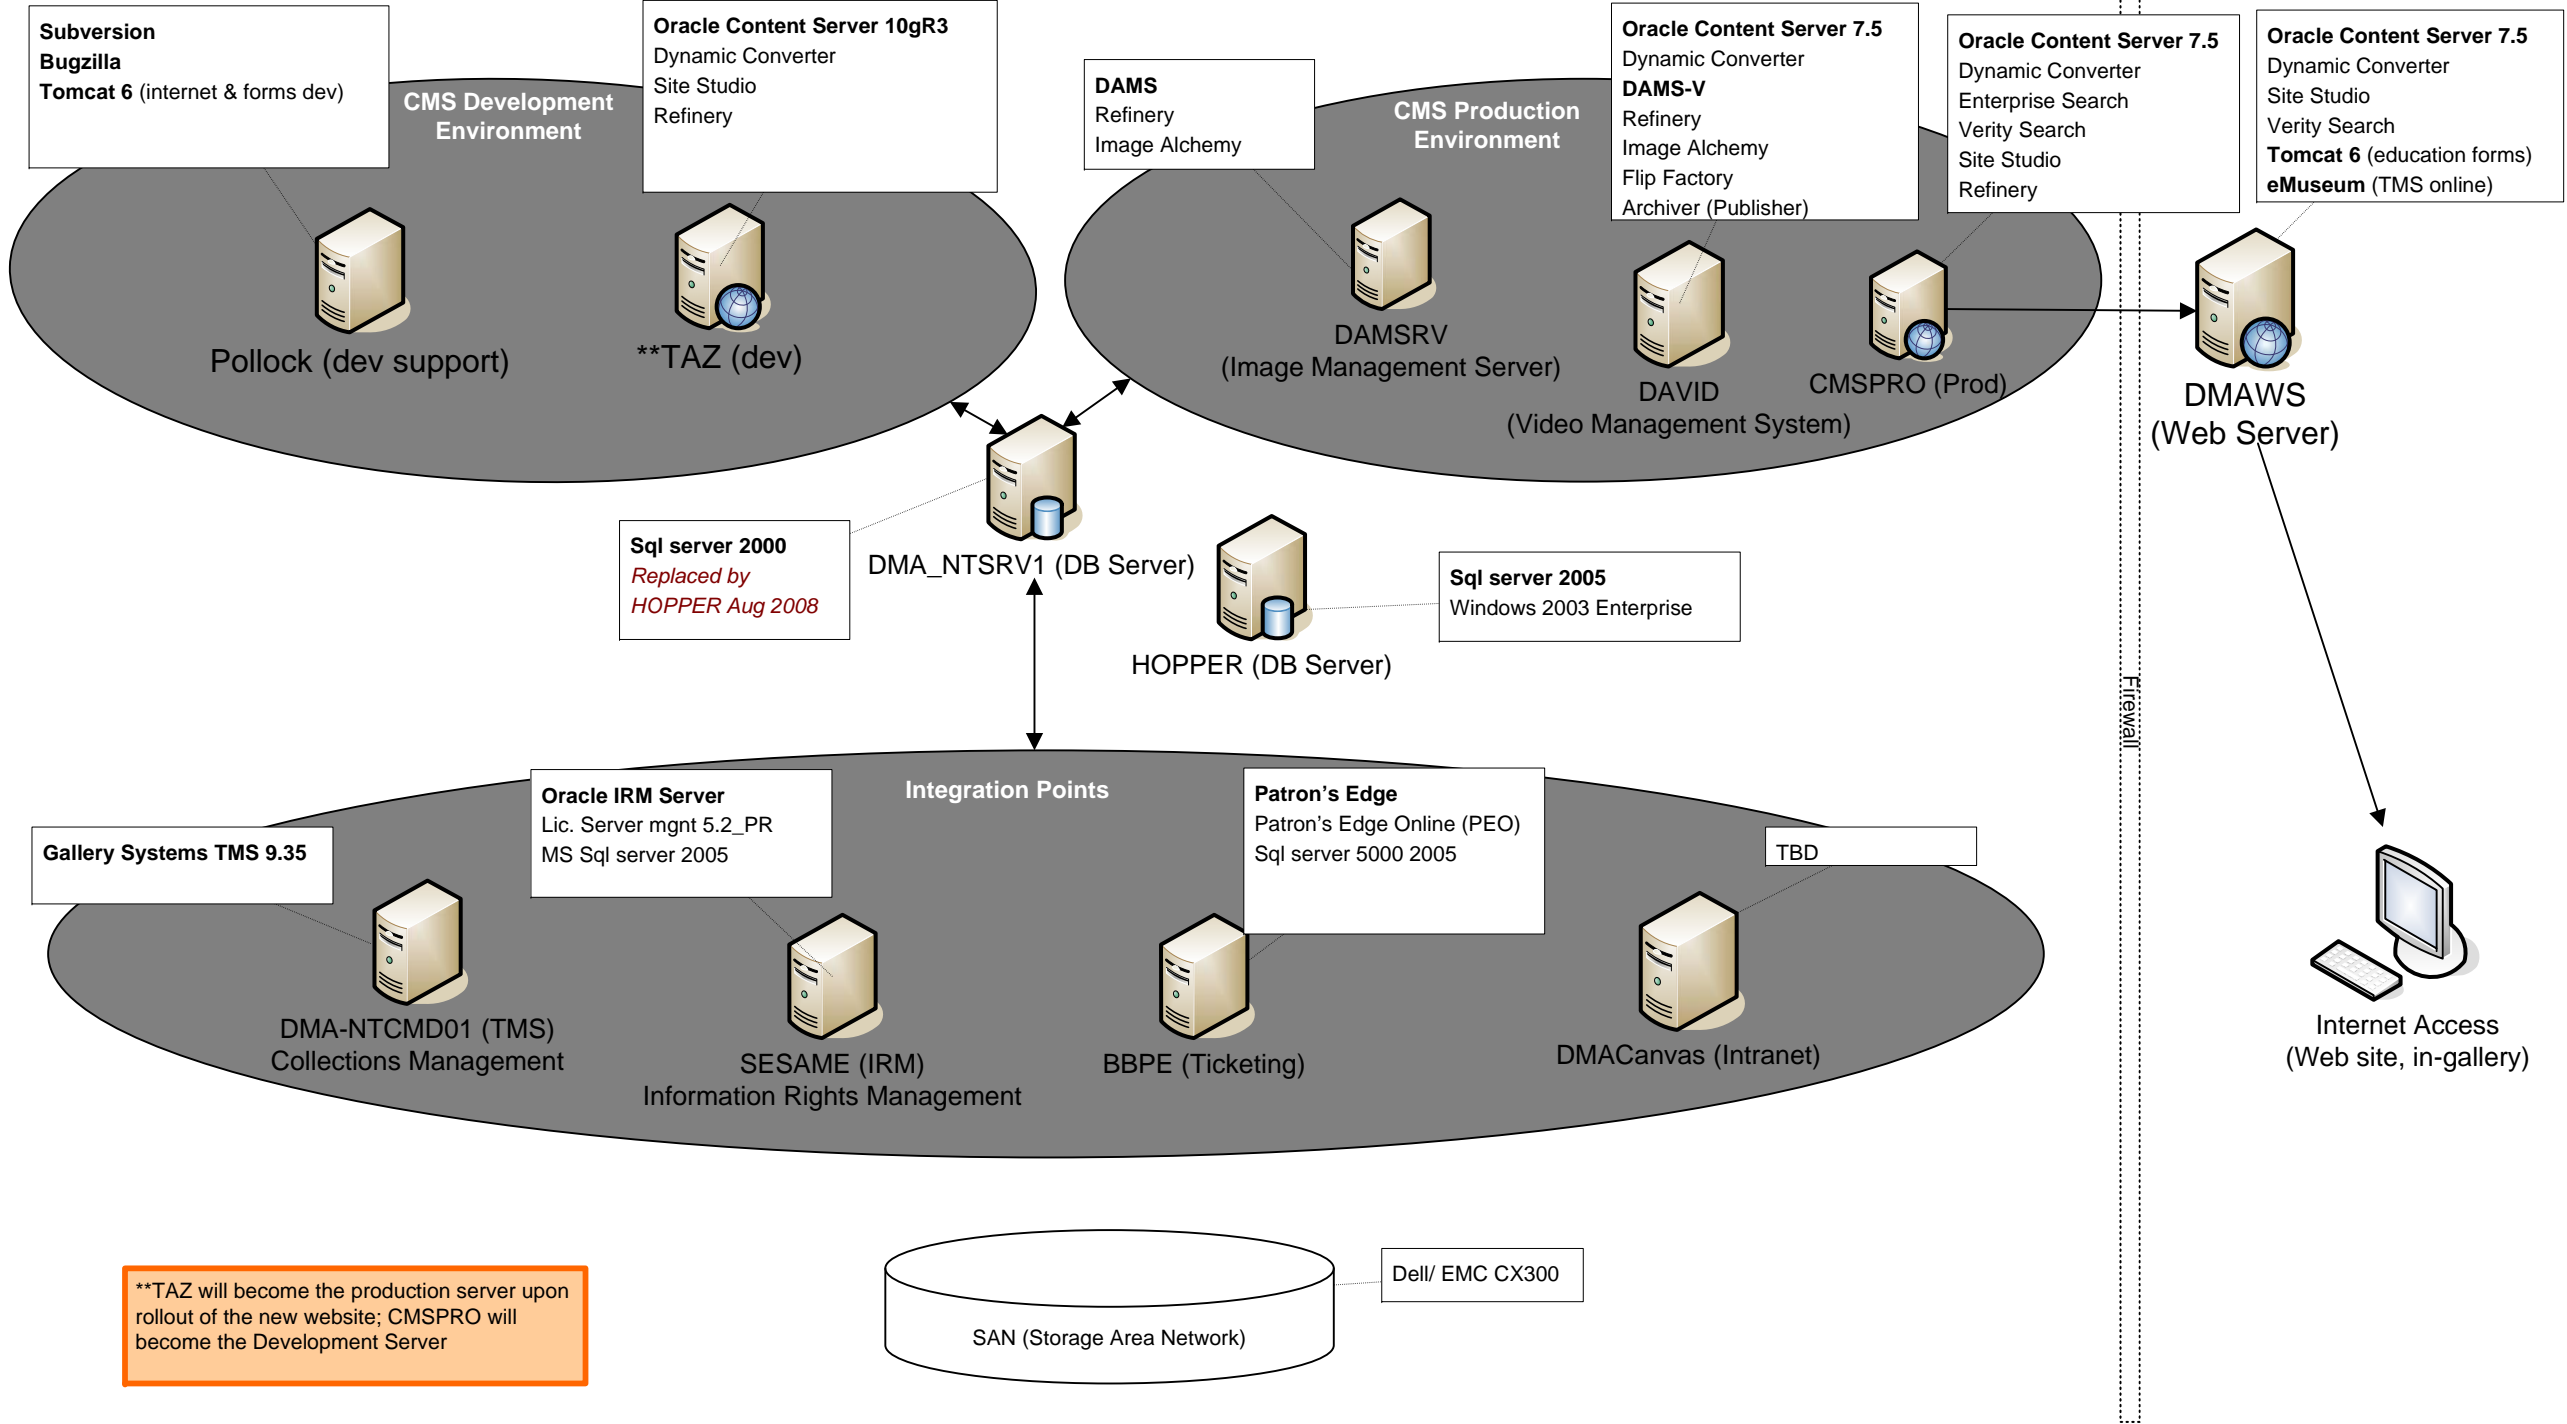 Subversion
Bugzilla
Tomcat 6 (internet & forms dev)
Oracle Content Server 10gR3
Dynamic Converter
Site Studio
Refinery
CMS Development
Environment
Pollock (dev support)
**TAZ (dev)
DAMS
Refinery
Image Alchemy
CMS Production
Environment
Oracle Content Server 7.5
Dynamic Converter
DAMS-V
Refinery
Image Alchemy
Flip Factory
Archiver (Publisher)
Oracle Content Server 7.5
Dynamic Converter
Enterprise Search
Verity Search
Site Studio
Refinery
Oracle Content Server 7.5
Dynamic Converter
Site Studio
Verity Search
Tomcat 6 (education forms)
eMuseum (TMS online)
DAMSRV
(Image Management Server)
DAVID
(Video Management System)
CMSPRO (Prod)
DMAWS
(Web Server)
Sql server 2000
Replaced by
HOPPER Aug 2008
DMA_NTSRV1 (DB Server)
HOPPER (DB Server)
Sql server 2005
Windows 2003 Enterprise
Firewall
Integration Points
Gallery Systems TMS 9.35
Oracle IRM Server
Lic. Server mgnt 5.2_PR
MS Sql server 2005
Patron's Edge
Patron's Edge Online (PEO)
Sql server 5000 2005
TBD
DMA-NTCMD01 (TMS)
Collections Management
SESAME (IRM)
Information Rights Management
BBPE (Ticketing)
DMACanvas (Intranet)
Internet Access
(Web site, in-gallery)
**TAZ will become the production server upon
rollout of the new website; CMSPRO will
become the Development Server
SAN (Storage Area Network)
Dell/ EMC CX300